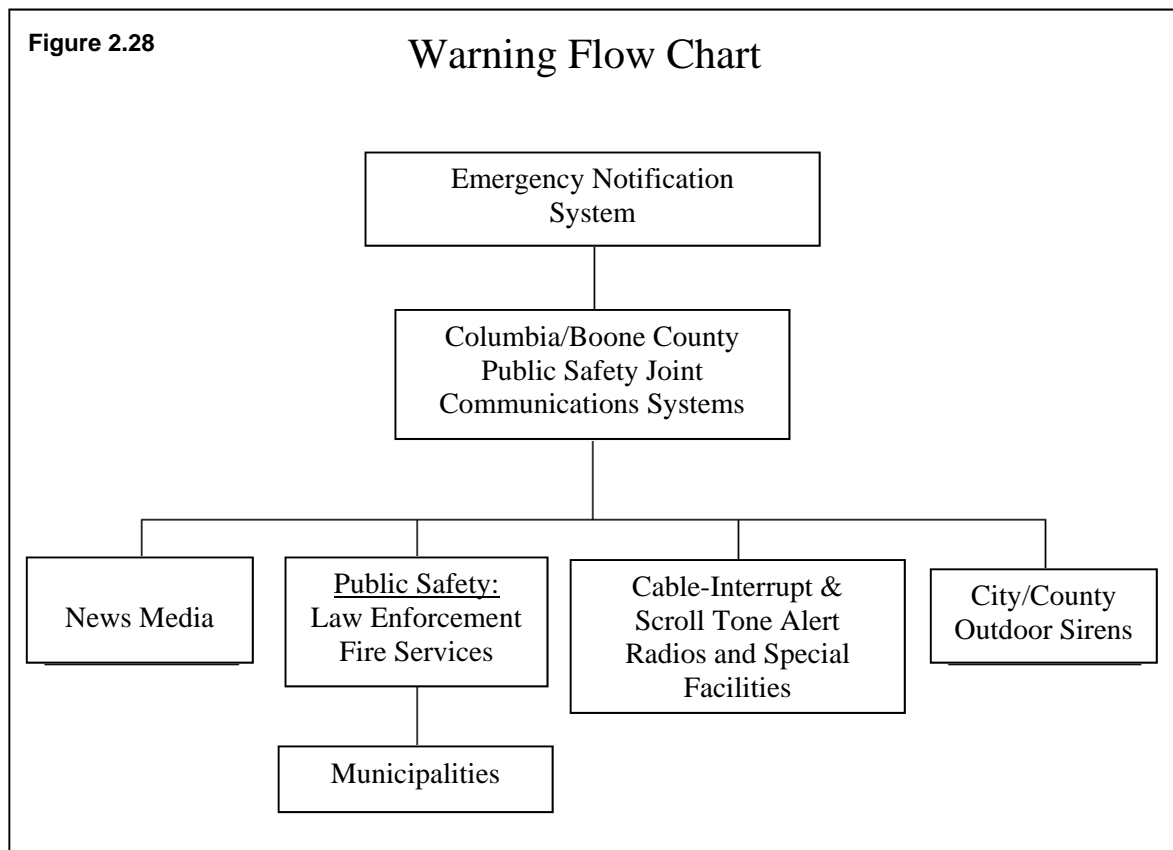 Figure 2.28
Warning Flow Chart
Emergency Notification
System
Columbia/Boone County
Public Safety Joint
Communications Systems
News Media
Public Safety:
Law Enforcement
Fire Services
Cable-Interrupt &
Scroll Tone Alert
Radios and Special
Facilities
City/County
Outdoor Sirens
Municipalities